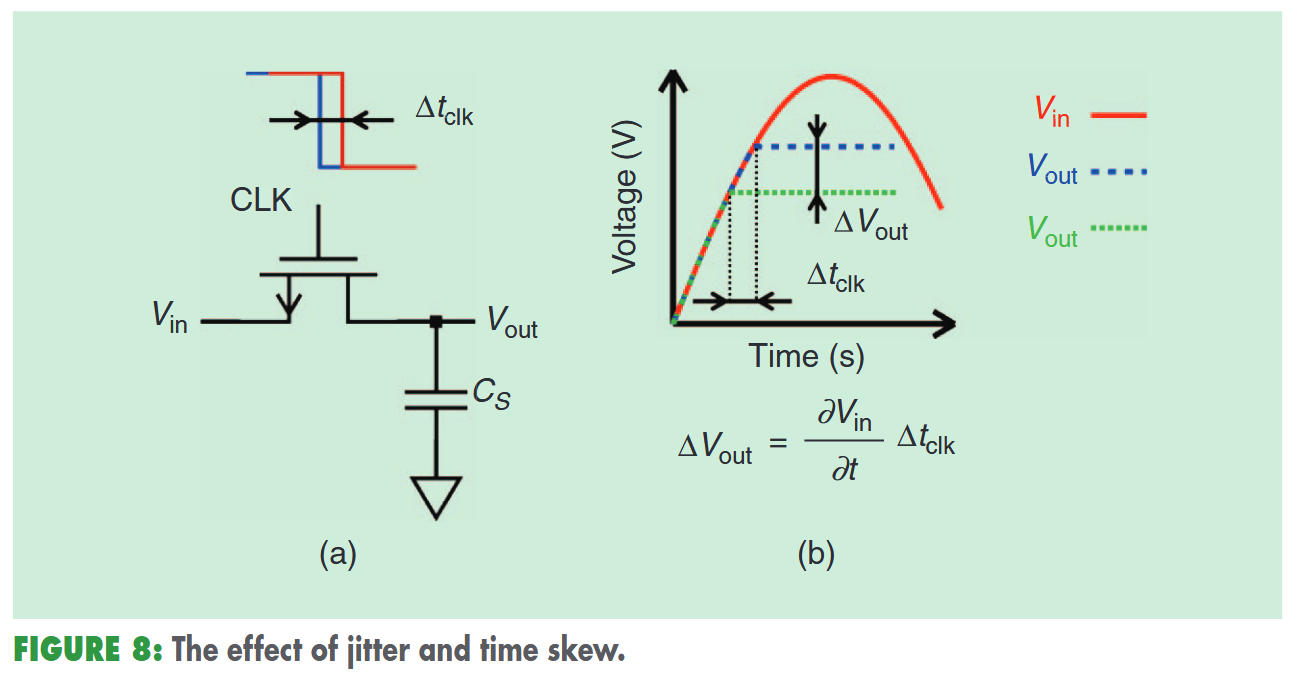 Δt_clk
CLK
V_in
V_out
C_S
(a)
Voltage (V)
ΔV_out
Δt_clk
Time (s)
V_in
V_out
V_out
ΔV_out = ∂V_in / ∂t Δt_clk
(b)
FIGURE 8: The effect of jitter and time skew.